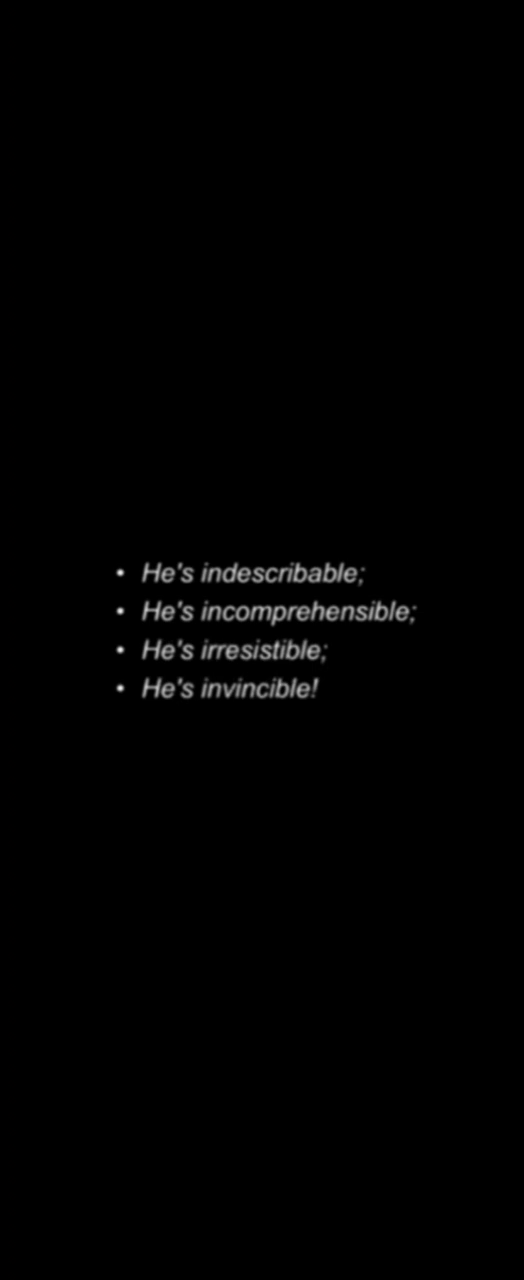 • He's indescribable;
• He's incomprehensible;
• He's irresistible;
• He's invincible!